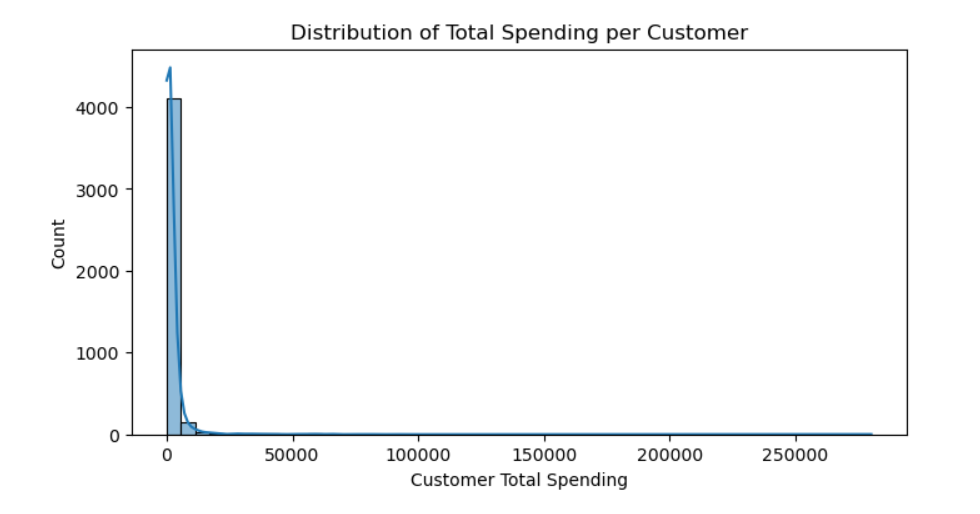 Distribution of Total Spending per Customer
4000
3000
2000
1000
0
Count
0 50000 100000 150000 200000 250000
Customer Total Spending